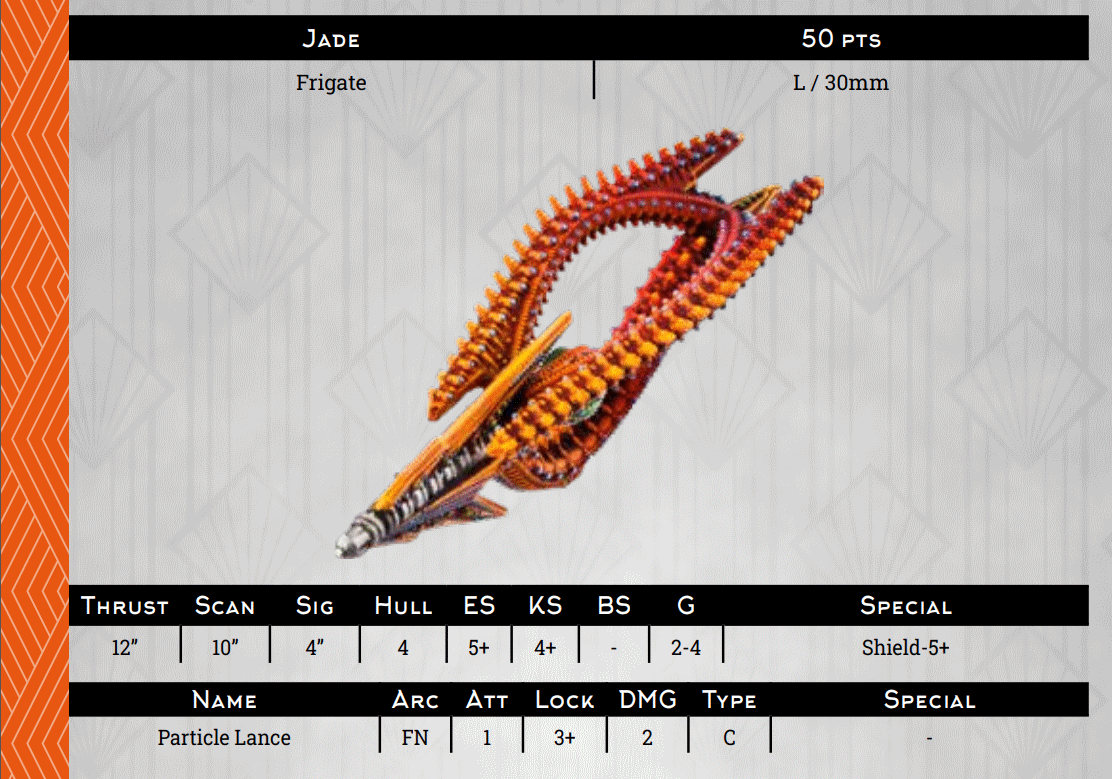 JADE 50 PTS
Frigate L / 30mm
THRUST SCAN SIG HULL ES KS BS G SPECIAL
12” 10” 4” 4 5+ 4+ - 2-4 Shield-5+
NAME ARC ATT LOCK DMG TYPE SPECIAL
Particle Lance FN 1 3+ 2 C -